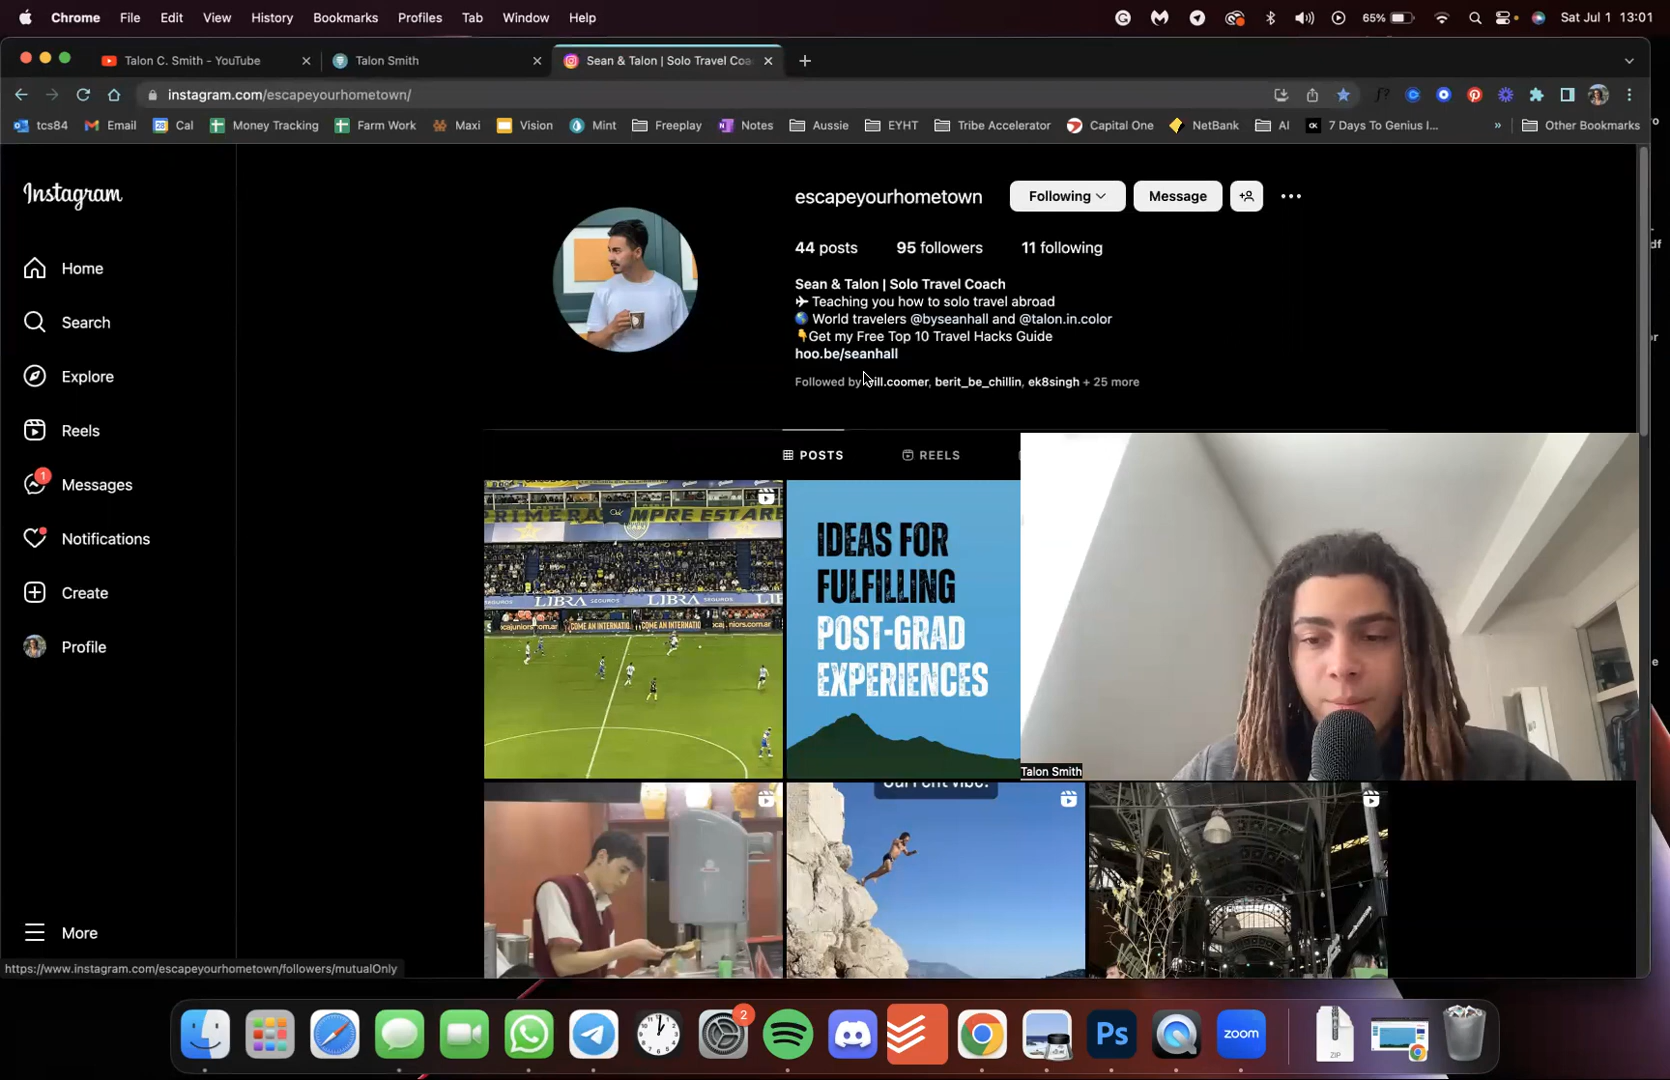 Chrome File Edit View History Bookmarks Profiles Tab Window Help 65% Sat Jul 1 13:01
Talon C. Smith - YouTube Talon Smith Sean & Talon | Solo Travel Coa
instagram.com/escapeyourhometown/
tcs84 Email Cal Money Tracking Farm Work Maxi Vision Mint Freeplay Notes Aussie EYHT Tribe Accelerator Capital One NetBank AI 7 Days To Genius I... » Other Bookmarks
Instagram
Home
Search
Explore
Reels
1
Messages
Notifications
Create
Profile
More
escapeyourhometown Following Message
44 posts 95 followers 11 following
Sean & Talon | Solo Travel Coach
Teaching you how to solo travel abroad
World travelers @byseanhall and @talon.in.color
Get my Free Top 10 Travel Hacks Guide
hoo.be/seanhall
Followed by will.coomer, berit_be_chillin, ek8singh + 25 more
POSTS REELS
LIBRA SEGUROS LIBRA
IDEAS FOR
FULFILLING
POST-GRAD
EXPERIENCES
Talon Smith
https://www.instagram.com/escapeyourhometown/followers/mutualOnly
2
Ps
zoom
ZIP